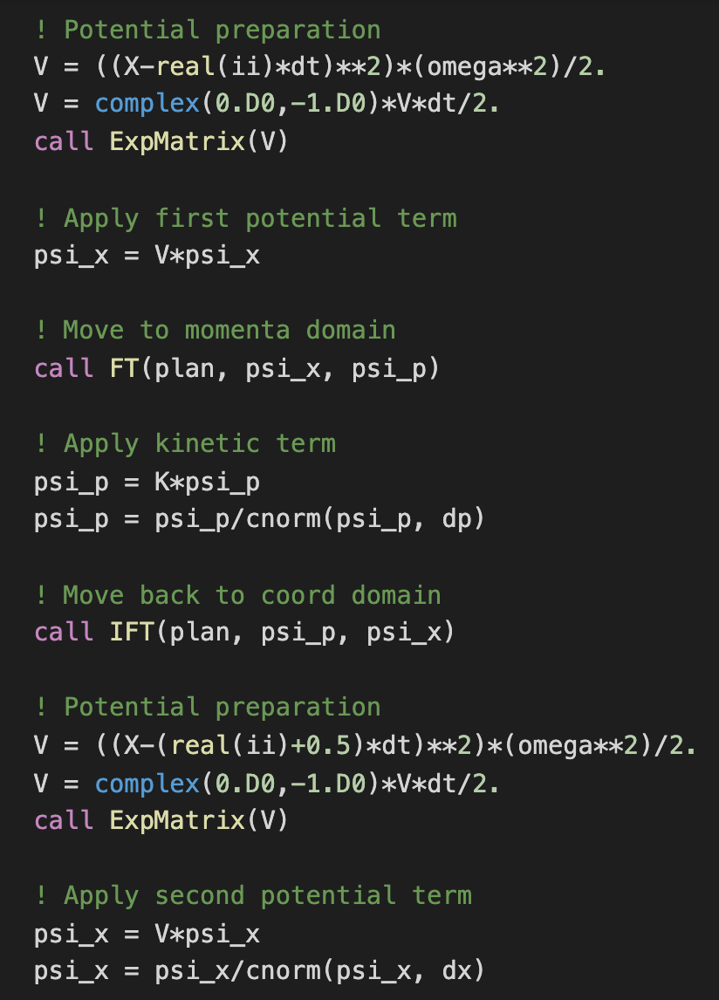 ! Potential preparation
V = ((X-real(ii)*dt)**2)*(omega**2)/2.
V = complex(0.D0,-1.D0)*V*dt/2.
call ExpMatrix(V)
! Apply first potential term
psi_x = V*psi_x
! Move to momenta domain
call FT(plan, psi_x, psi_p)
! Apply kinetic term
psi_p = K*psi_p
psi_p = psi_p/cnorm(psi_p, dp)
! Move back to coord domain
call IFT(plan, psi_p, psi_x)
! Potential preparation
V = ((X-(real(ii)+0.5)*dt)**2)*(omega**2)/2.
V = complex(0.D0,-1.D0)*V*dt/2.
call ExpMatrix(V)
! Apply second potential term
psi_x = V*psi_x
psi_x = psi_x/cnorm(psi_x, dx)